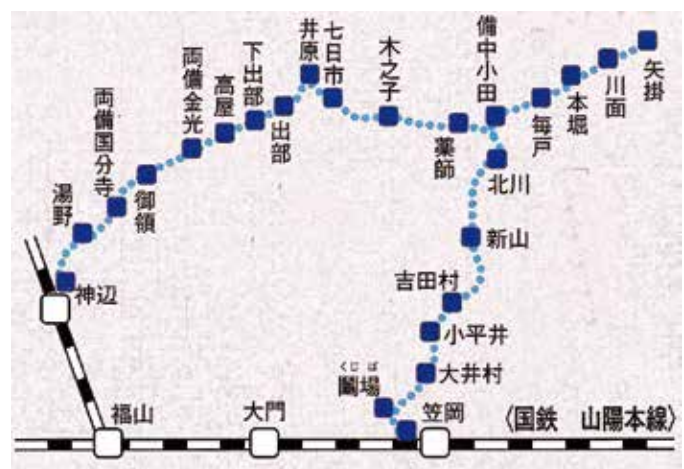 矢掛
川面
本堀
毎戸
備中小田
木之子
七日市
井原
下出部
高屋
両備金光
両備国分寺
湯野
御領
出部
薬師
北川
新山
吉田村
神辺
小平井
大井村
くじば
鬮場
福山
大門
笠岡
〈国鉄 山陽本線〉